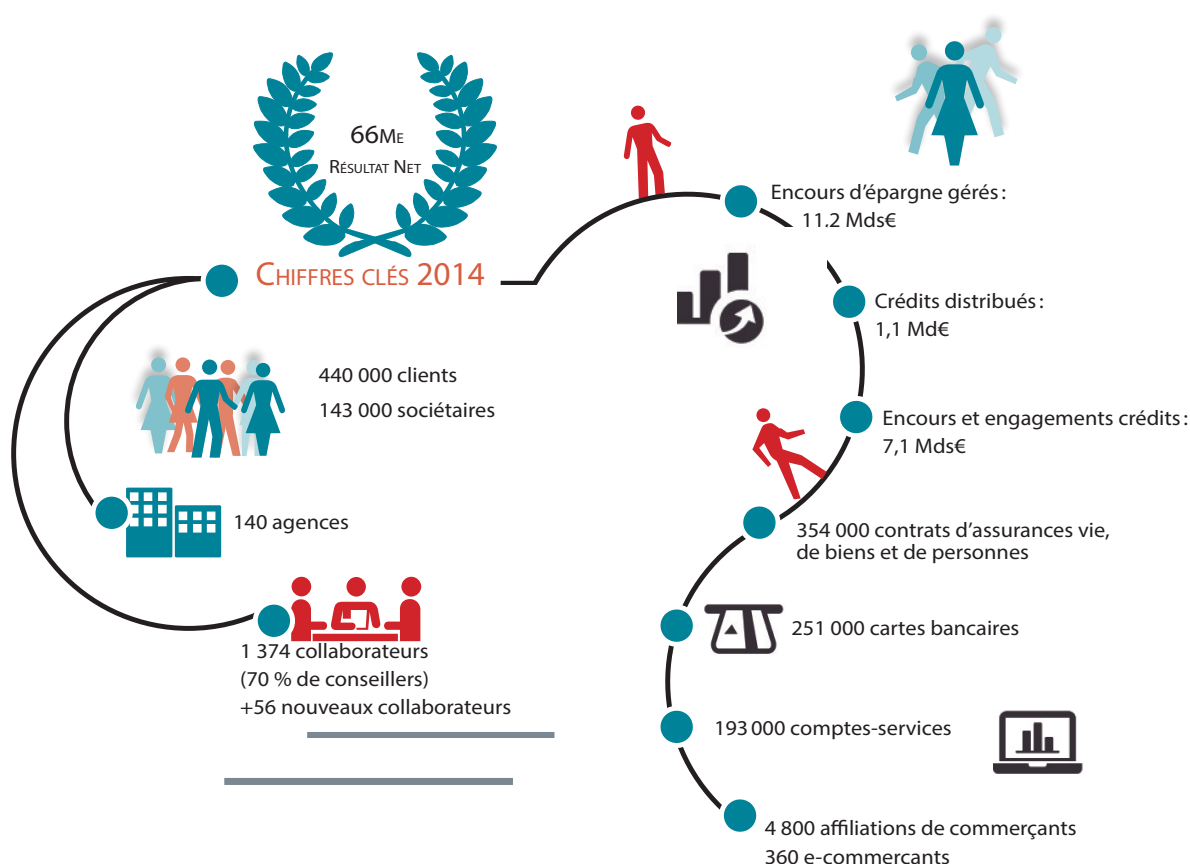 66Me
Résultat Net
Chiffres clés 2014
440 000 clients
143 000 sociétaires
140 agences
1 374 collaborateurs
(70 % de conseillers)
+56 nouveaux collaborateurs
Encours d’épargne gérés :
11,2 Mds€
Crédits distribués :
1,1 Md€
Encours et engagements crédits :
7,1 Mds€
354 000 contrats d’assurances vie,
de biens et de personnes
251 000 cartes bancaires
193 000 comptes-services
4 800 affiliations de commerçants
360 e-commerçants